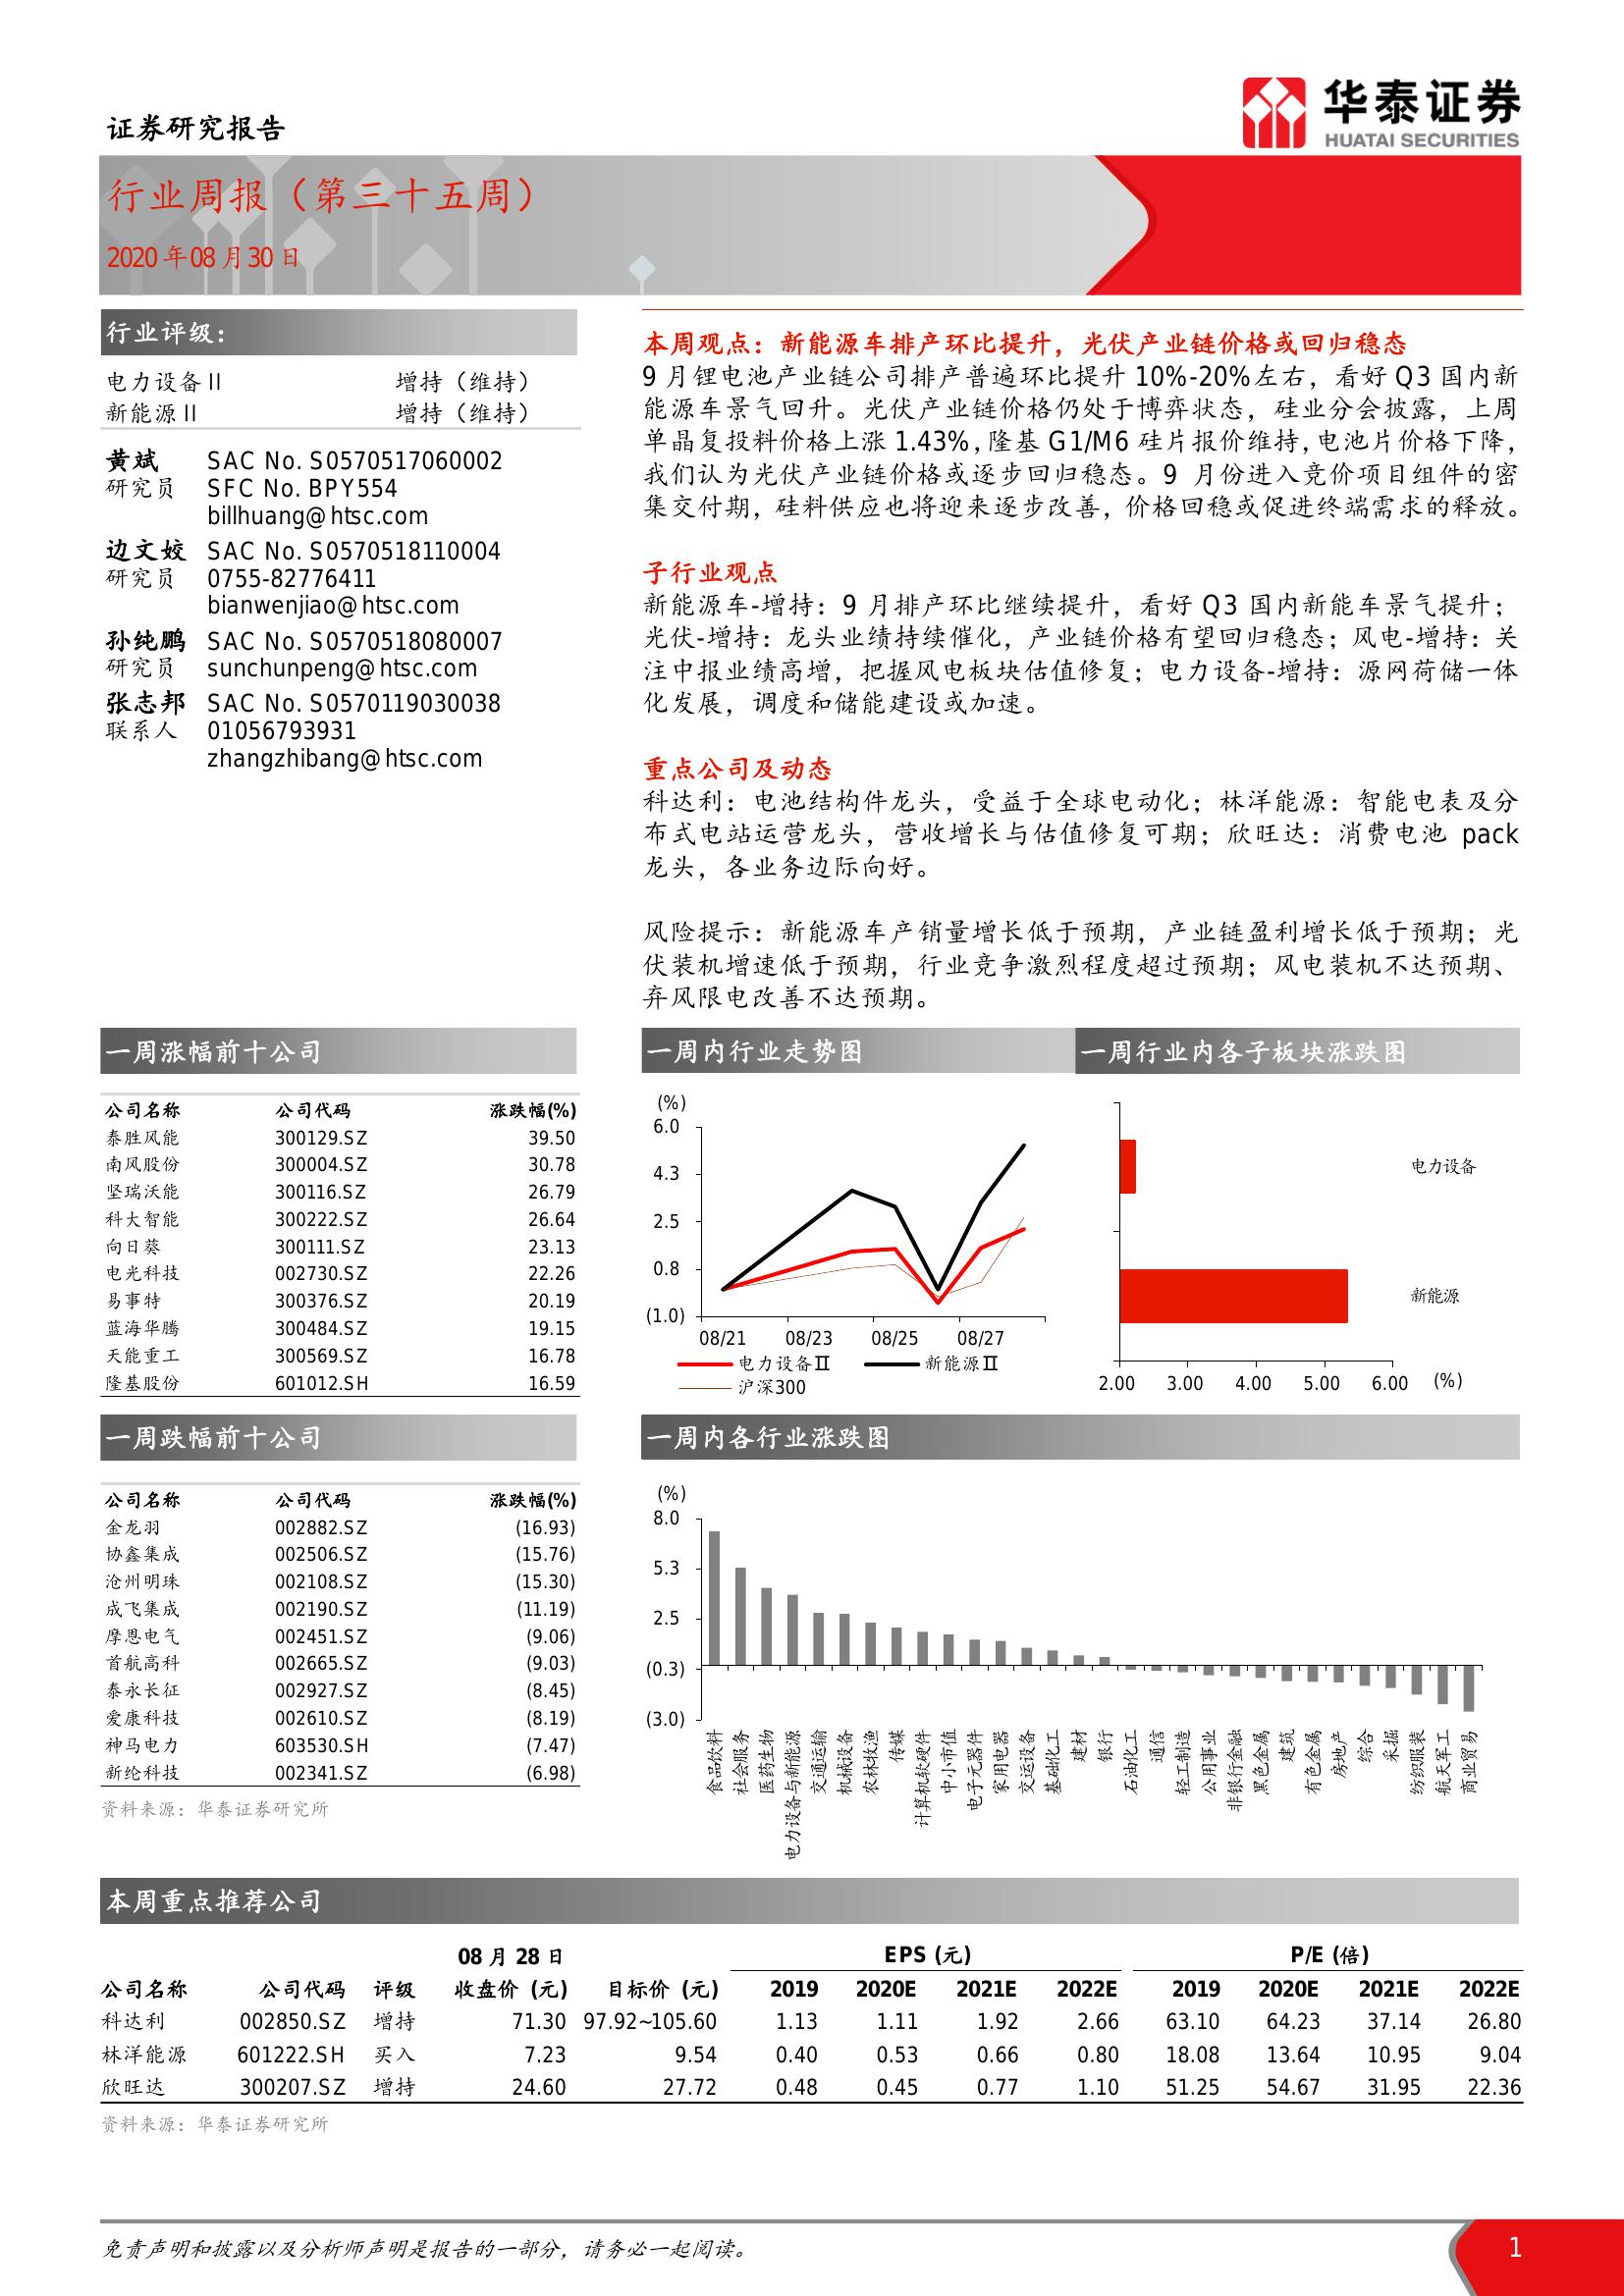 证券研究报告
华泰证券
HUATAI SECURITIES
行业周报（第三十五周）
2020年08月30日
行业评级：
电力设备 II 增持（维持）
新能源 II 增持（维持）
黄斌 SAC No. S0570517060002
研究员 SFC No. BPY554
billhuang@htsc.com
边文姣 SAC No. S0570518110004
研究员 0755-82776411
bianwenjiao@htsc.com
孙纯鹏 SAC No. S0570518080007
研究员 sunchunpeng@htsc.com
张志邦 SAC No. S0570119030038
联系人 01056793931
zhangzhibang@htsc.com
本周观点：新能源车排产环比提升，光伏产业链价格或回归稳态
9 月锂电池产业链公司排产普遍环比提升 10%-20%左右，看好 Q3 国内新
能源车景气回升。光伏产业链价格仍处于博弈状态，硅业分会披露，上周
单晶复投料价格上涨 1.43%，隆基 G1/M6 硅片报价维持，电池片价格下降，
我们认为光伏产业链价格或逐步回归稳态。9 月份进入竞价项目组件的密
集交付期，硅料供应也将迎来逐步改善，价格回稳或促进终端需求的释放。
子行业观点
新能源车-增持：9 月排产环比继续提升，看好 Q3 国内新能车景气提升；
光伏-增持：龙头业绩持续催化，产业链价格有望回归稳态；风电-增持：关
注中报业绩高增，把握风电板块估值修复；电力设备-增持：源网荷储一体
化发展，调度和储能建设或加速。
重点公司及动态
科达利：电池结构件龙头，受益于全球电动化；林洋能源：智能电表及分
布式电站运营龙头，营收增长与估值修复可期；欣旺达：消费电池 pack
龙头，各业务边际向好。
风险提示：新能源车产销量增长低于预期，产业链盈利增长低于预期；光
伏装机增速低于预期，行业竞争激烈程度超过预期；风电装机不达预期、
弃风限电改善不达预期。
一周涨幅前十公司
公司名称 公司代码 涨跌幅(%)
泰胜风能 300129.SZ 39.50
南风股份 300004.SZ 30.78
坚瑞沃能 300116.SZ 26.79
科大智能 300222.SZ 26.64
向日葵 300111.SZ 23.13
电光科技 002730.SZ 22.26
易事特 300376.SZ 20.19
蓝海华腾 300484.SZ 19.15
天能重工 300569.SZ 16.78
隆基股份 601012.SH 16.59
一周内行业走势图
(%)
6.0
4.3
2.5
0.8
(1.0)
08/21 08/23 08/25 08/27
电力设备II 新能源II
沪深300
一周行业内各子板块涨跌图
电力设备
新能源
2.00 3.00 4.00 5.00 6.00 (%)
一周跌幅前十公司
公司名称 公司代码 涨跌幅(%)
金龙羽 002882.SZ (16.93)
协鑫集成 002506.SZ (15.76)
沧州明珠 002108.SZ (15.30)
成飞集成 002190.SZ (11.19)
摩恩电气 002451.SZ (9.06)
首航高科 002665.SZ (9.03)
泰永长征 002927.SZ (8.45)
爱康科技 002610.SZ (8.19)
神马电力 603530.SH (7.47)
新纶科技 002341.SZ (6.98)
资料来源：华泰证券研究所
一周内各行业涨跌图
(%)
8.0
5.3
2.5
(0.3)
(3.0)
食品饮料
社会服务
医药生物
电力设备与新能源
交通运输
机械设备
农林牧渔
传媒
计算机软硬件
中小市值
电子元器件
家用电器
交运设备
基础化工
建材
银行
石油化工
通信
轻工制造
公用事业
非银行金融
黑色金属
建筑
有色金属
房地产
综合
采掘
纺织服装
航天军工
商业贸易
本周重点推荐公司
08 月 28 日 EPS (元) P/E (倍)
公司名称 公司代码 评级 收盘价 (元) 目标价 (元) 2019 2020E 2021E 2022E 2019 2020E 2021E 2022E
科达利 002850.SZ 增持 71.30 97.92~105.60 1.13 1.11 1.92 2.66 63.10 64.23 37.14 26.80
林洋能源 601222.SH 买入 7.23 9.54 0.40 0.53 0.66 0.80 18.08 13.64 10.95 9.04
欣旺达 300207.SZ 增持 24.60 27.72 0.48 0.45 0.77 1.10 51.25 54.67 31.95 22.36
资料来源：华泰证券研究所
免责声明和披露以及分析师声明是报告的一部分，请务必一起阅读。 1